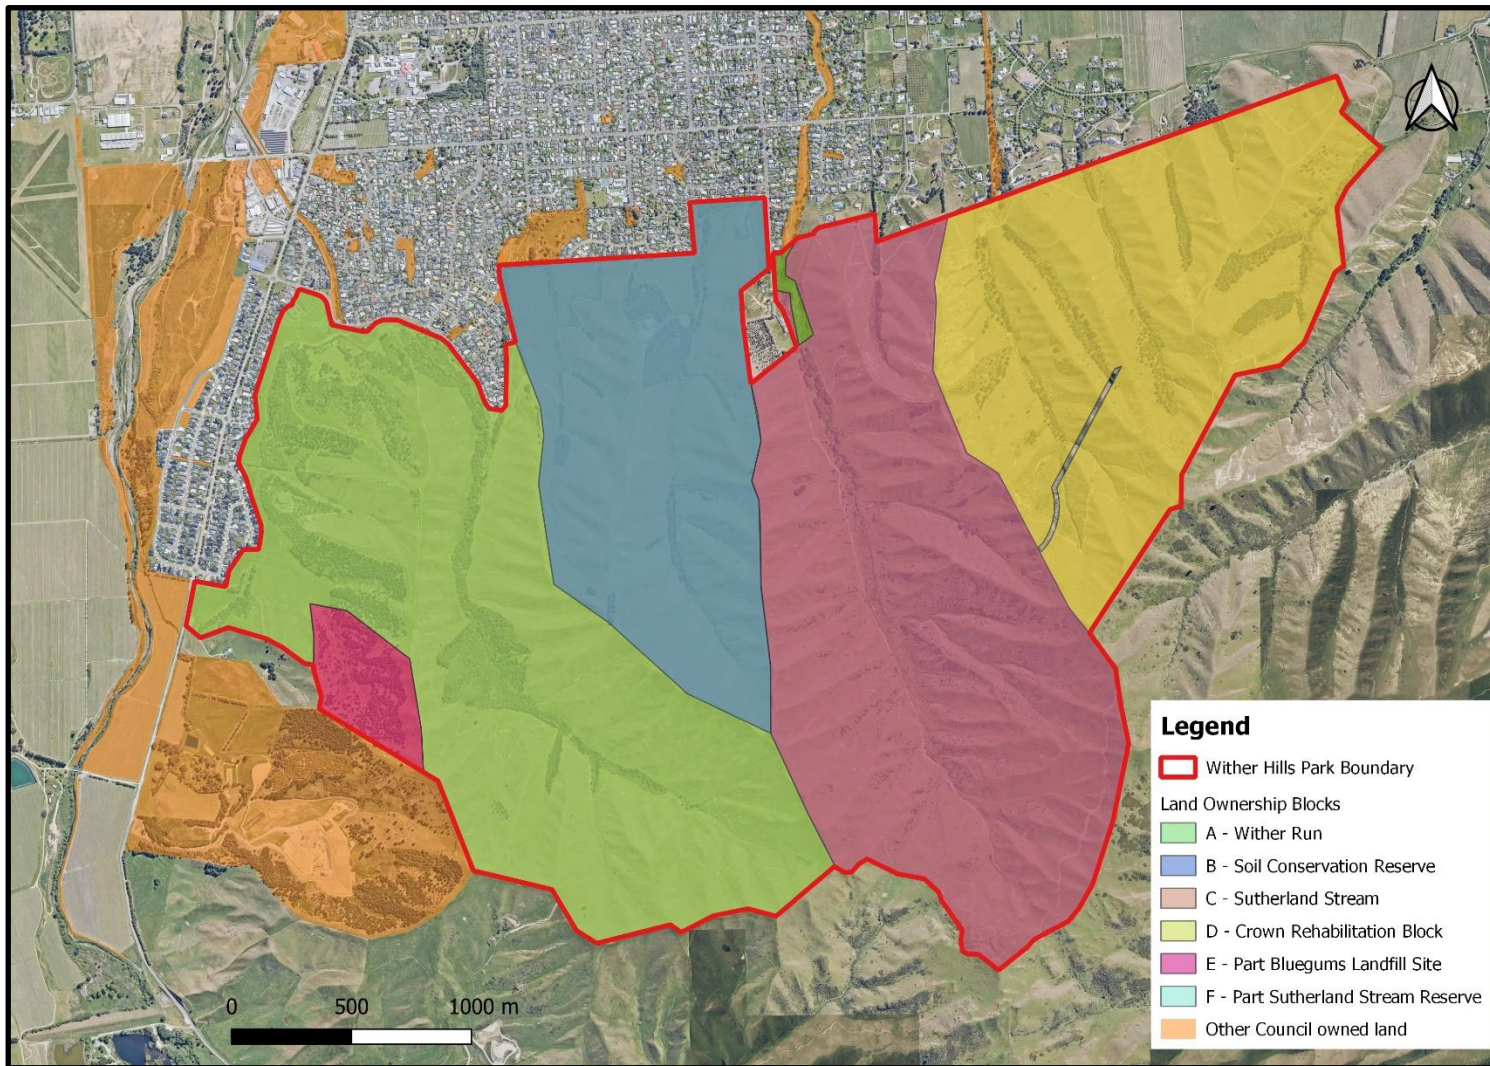 Legend
Wither Hills Park Boundary
Land Ownership Blocks
A - Wither Run
B - Soil Conservation Reserve
C - Sutherland Stream
D - Crown Rehabilitation Block
E - Part Bluegums Landfill Site
F - Part Sutherland Stream Reserve
Other Council owned land
0 500 1000 m